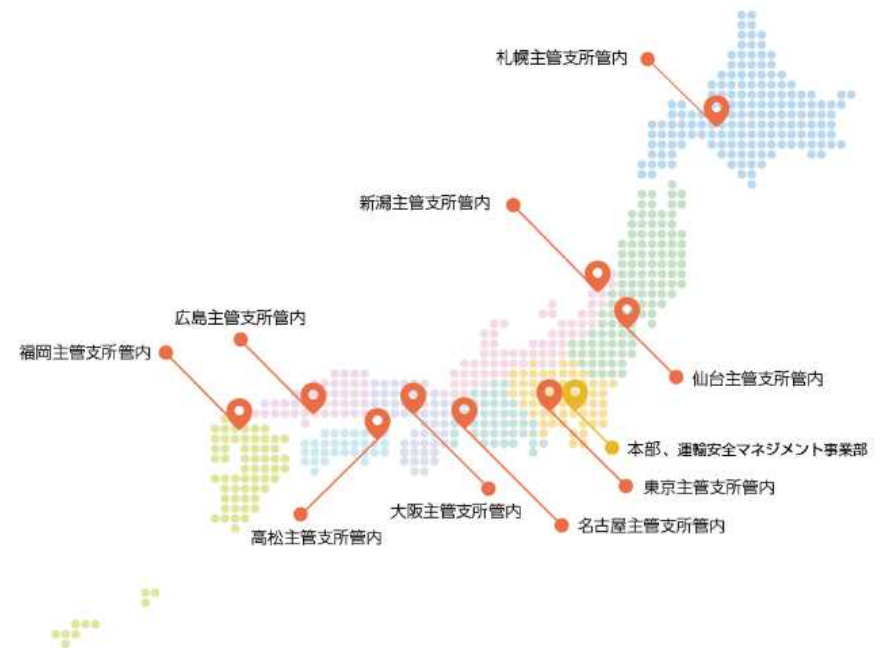 札幌主管支所管内
新潟主管支所管内
広島主管支所管内
福岡主管支所管内
仙台主管支所管内
本部、運輸安全マネジメント事業部
東京主管支所管内
大阪主管支所管内
名古屋主管支所管内
高松主管支所管内